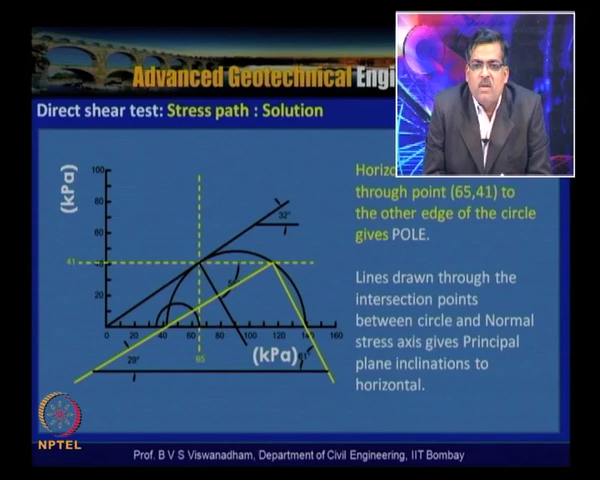 Advanced Geotechnical Engi
Direct shear test: Stress path : Solution
(kPa)
100
80
60
41
20
0
20
40
60
80
100
120
140
160
65
(kPa)
32°
29°
61°
Horizo
through point (65,41) to
the other edge of the circle
gives POLE.
Lines drawn through the
intersection points
between circle and Normal
stress axis gives Principal
plane inclinations to
horizontal.
NPTEL
Prof. B V S Viswanadham, Department of Civil Engineering, IIT Bombay